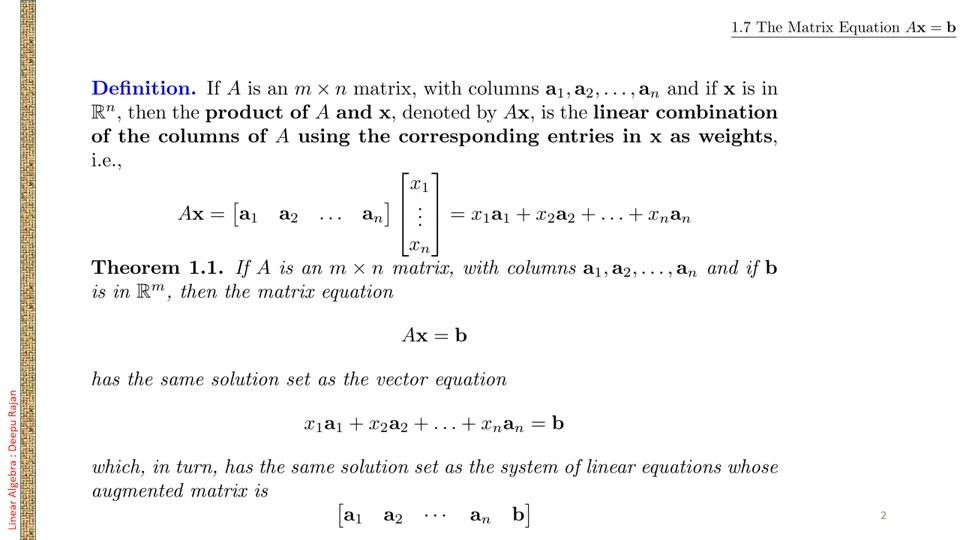 1.7 The Matrix Equation Ax = b
Definition. If A is an m × n matrix, with columns a₁, a₂, . . . , aₙ and if x is in
ℝⁿ, then the product of A and x, denoted by Ax, is the linear combination
of the columns of A using the corresponding entries in x as weights,
i.e.,
Ax = [a₁ a₂ . . . aₙ] [x₁ ⋮ xₙ] = x₁a₁ + x₂a₂ + . . . + xₙaₙ
Theorem 1.1. If A is an m × n matrix, with columns a₁, a₂, . . . , aₙ and if b
is in ℝᵐ, then the matrix equation
Ax = b
has the same solution set as the vector equation
x₁a₁ + x₂a₂ + . . . + xₙaₙ = b
which, in turn, has the same solution set as the system of linear equations whose
augmented matrix is
[a₁ a₂ ⋯ aₙ b]
Linear Algebra : Deepu Rajan
2